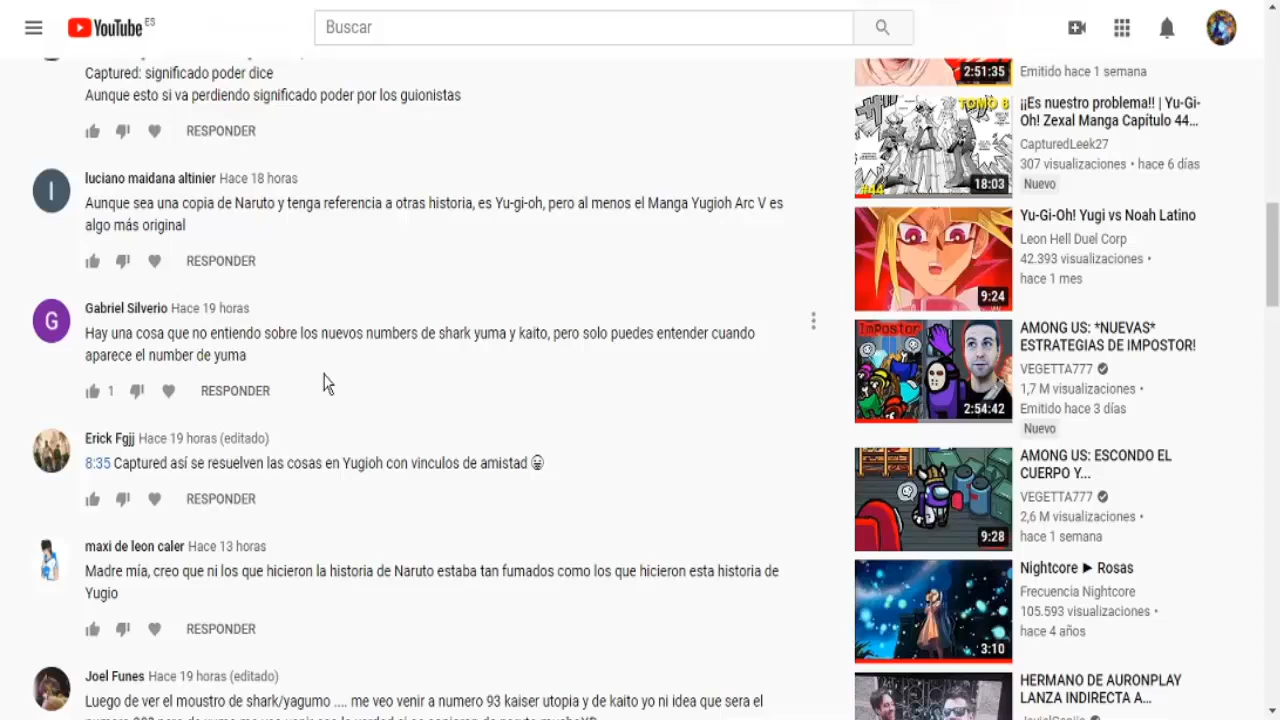 YouTube ES
Buscar
Captured: significado poder dice
Aunque esto si va perdiendo significado poder por los guionistas
RESPONDER
luciano maidana altinier Hace 18 horas
Aunque sea una copia de Naruto y tenga referencia a otras historia, es Yu-gi-oh, pero al menos el Manga Yugioh Arc V es
algo más original
RESPONDER
G
Gabriel Silverio Hace 19 horas
Hay una cosa que no entiendo sobre los nuevos numbers de shark yuma y kaito, pero solo puedes entender cuando
aparece el number de yuma
1 RESPONDER
Erick Fgjj Hace 19 horas (editado)
8:35 Captured así se resuelven las cosas en Yugioh con vinculos de amistad 😀
RESPONDER
maxi de leon caler Hace 13 horas
Madre mía, creo que ni los que hicieron la historia de Naruto estaba tan fumados como los que hicieron esta historia de
Yugio
RESPONDER
Joel Funes Hace 19 horas (editado)
Luego de ver el moustro de shark/yagumo .... me veo venir a numero 93 kaiser utopia y de kaito yo ni idea que sera el
2:51:35
Emitido hace 1 semana
TOMO 8
#44
18:03
¡¡Es nuestro problema!! | Yu-Gi-
Oh! Zexal Manga Capítulo 44...
CapturedLeek27
307 visualizaciones • hace 6 días
Nuevo
9:24
Yu-Gi-Oh! Yugi vs Noah Latino
Leon Hell Duel Corp
42.393 visualizaciones •
hace 1 mes
Impostor
2:54:42
AMONG US: *NUEVAS*
ESTRATEGIAS DE IMPOSTOR!
VEGETTA777
1,7 M visualizaciones •
Emitido hace 3 días
Nuevo
9:28
AMONG US: ESCONDO EL
CUERPO Y...
VEGETTA777
2,6 M visualizaciones •
hace 1 semana
3:10
Nightcore ► Rosas
Frecuencia Nightcore
105.593 visualizaciones •
hace 4 años
HERMANO DE AURONPLAY
LANZA INDIRECTA A...